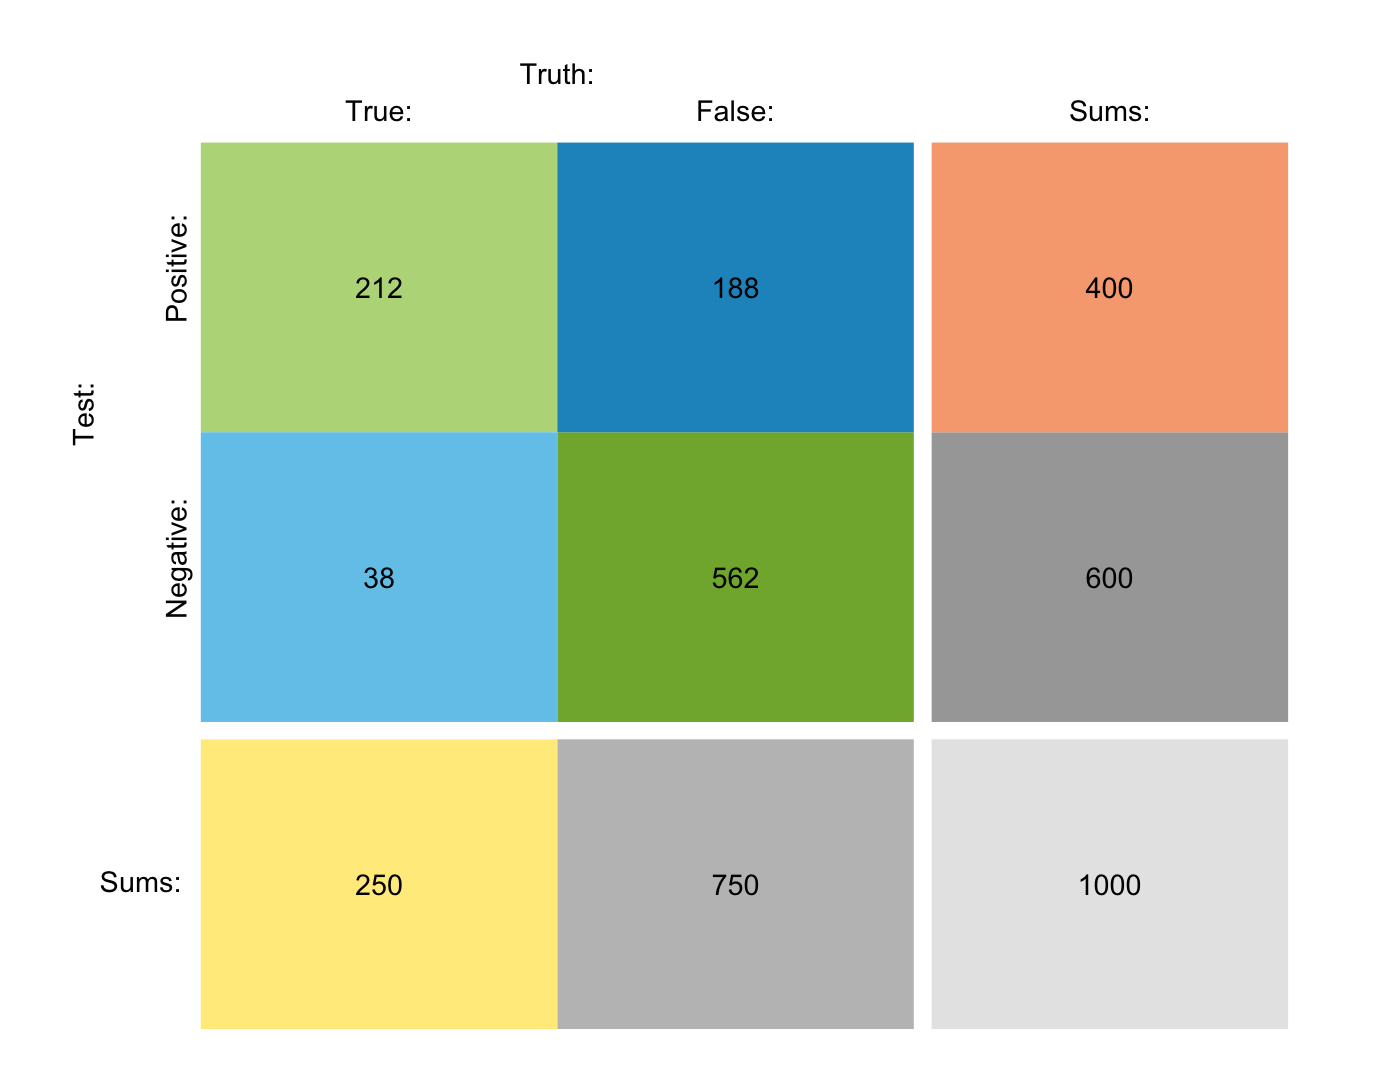 Truth:
True: False: Sums:
Test:
Positive: 212 188 400
Negative: 38 562 600
Sums: 250 750 1000